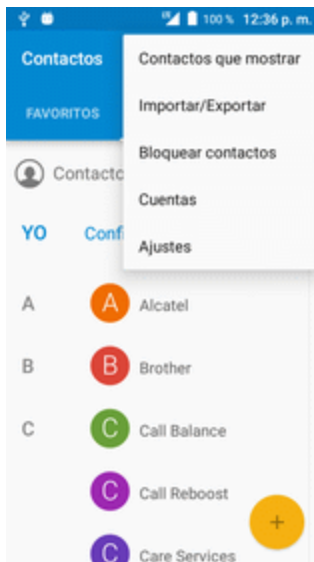 100 % 12:36 p. m.
Contactos
Contactos que mostrar
FAVORITOS
Importar/Exportar
Bloquear contactos
Cuentas
Ajustes
Contacto
YO Conf
A A Alcatel
B B Brother
C C Call Balance
C Call Reboost
+
C Care Services